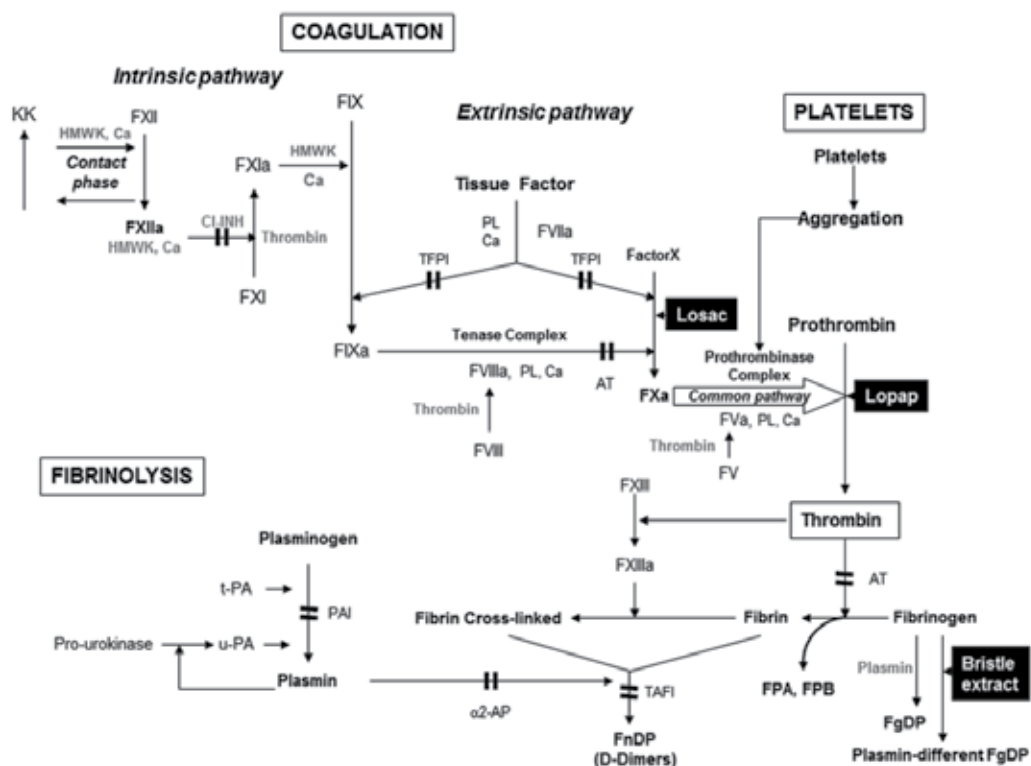 COAGULATION
Intrinsic pathway
KK
FXII
HMWK, Ca
Contact
phase
FXIIa
HMWK, Ca
CI-INH
FXIa
Thrombin
FXI
HMWK
Ca
FIX
FIXa
Extrinsic pathway
Tissue Factor
PL
Ca
FVIIa
TFPI
TFPI
FactorX
Losac
Tenase Complex
FVIIIa, PL, Ca
AT
Thrombin
FVIII
FXa
PLATELETS
Platelets
Aggregation
Prothrombin
Prothrombinase
Complex
Common pathway
Lopap
FVa, PL, Ca
Thrombin
FV
FIBRINOLYSIS
Plasminogen
t-PA
PAI
Pro-urokinase
u-PA
Plasmin
α2-AP
FXIII
Thrombin
FXIIIa
AT
Fibrin Cross-linked
Fibrin
Fibrinogen
TAFI
FnDP
(D-Dimers)
FPA, FPB
Plasmin
Bristle
extract
FgDP
Plasmin-different FgDP